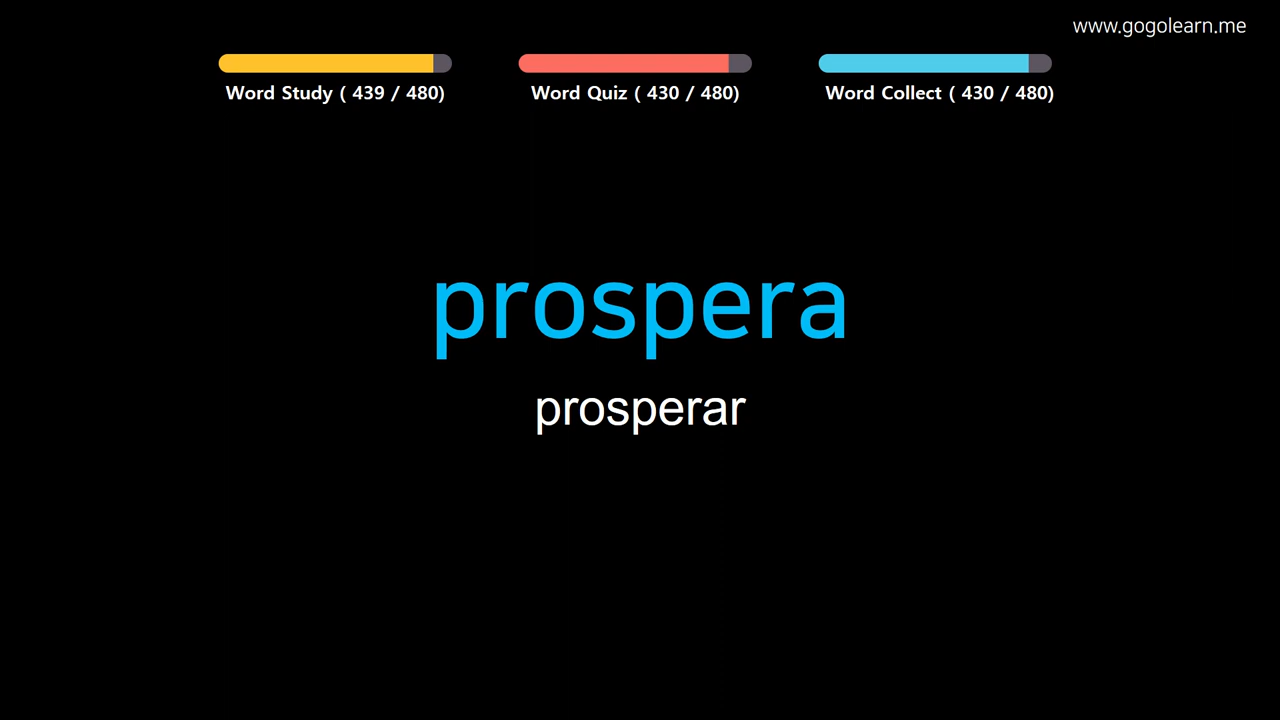 www.gogolearn.me
Word Study ( 439 / 480)
Word Quiz ( 430 / 480)
Word Collect ( 430 / 480)
prospera
prosperar